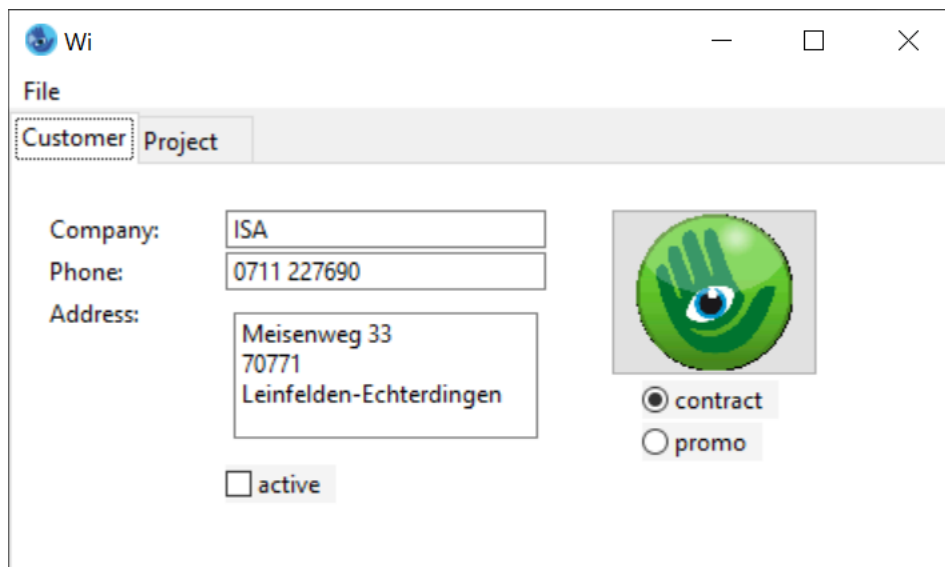 Wi
File
Customer Project
Company: ISA
Phone: 0711 227690
Address:
Meisenweg 33
70771
Leinfelden-Echterdingen
contract
promo
active